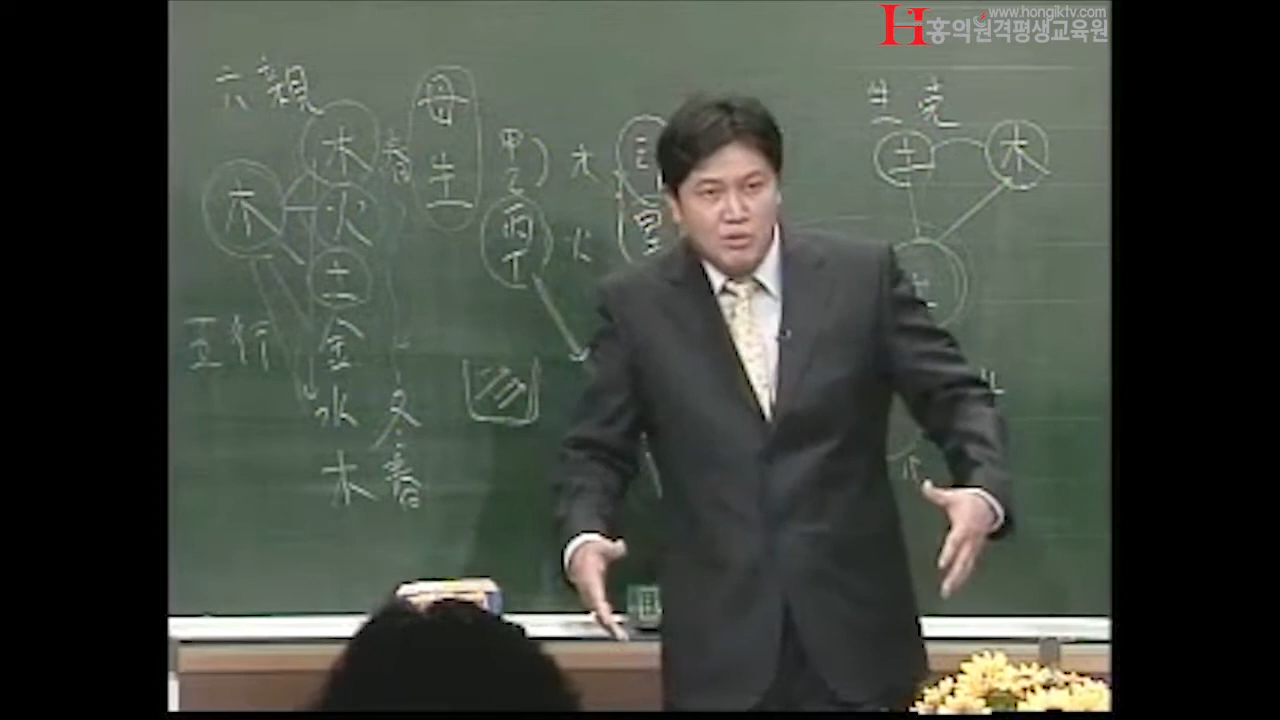 www.hongiktv.com
홍익원격평생교육원
六親
木 春
木 火
土
五行
金
水 冬
木 春
母
生
甲
乙 木
丙
丁 火
生克
土 木